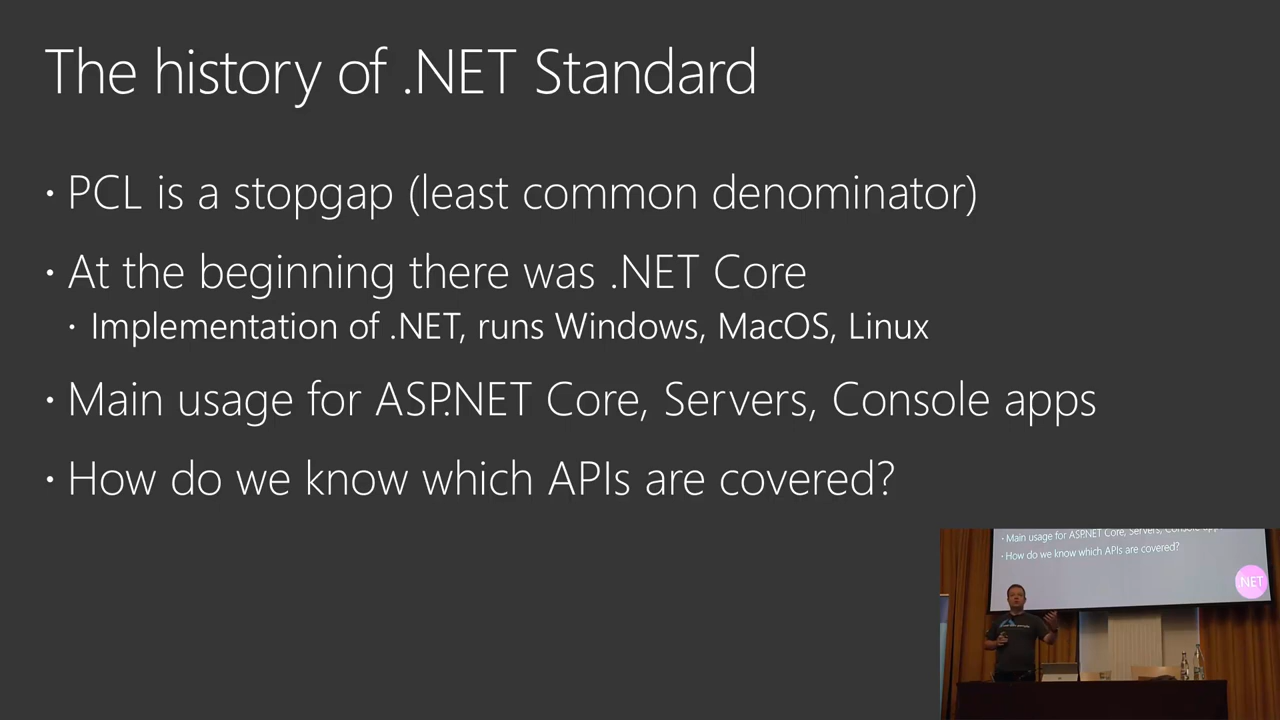 The history of .NET Standard
• PCL is a stopgap (least common denominator)
• At the beginning there was .NET Core
• Implementation of .NET, runs Windows, MacOS, Linux
• Main usage for ASP.NET Core, Servers, Console apps
• How do we know which APIs are covered?
• Main usage for ASP.NET Core, Servers, Console apps
• How do we know which APIs are covered?
.NET